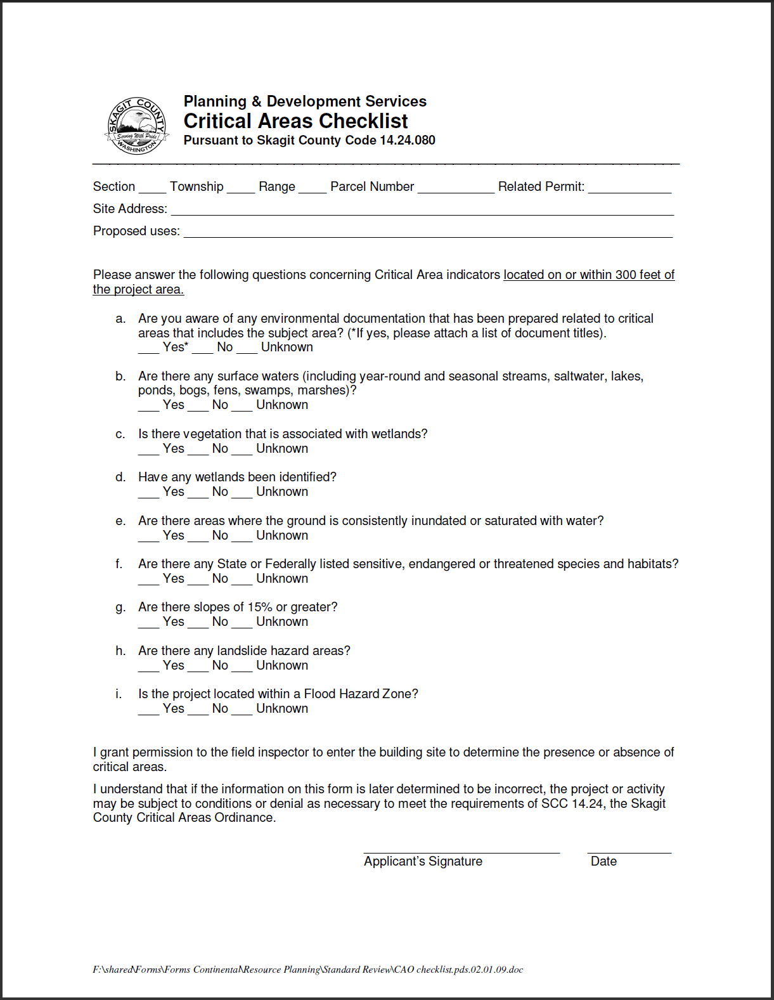 SKAGIT COUNTY
Serving With Pride
WASHINGTON
Planning & Development Services
Critical Areas Checklist
Pursuant to Skagit County Code 14.24.080
Section ____ Township ____ Range ____ Parcel Number ___________ Related Permit: ____________
Site Address: ________________________________________________________________________
Proposed uses: ______________________________________________________________________
Please answer the following questions concerning Critical Area indicators located on or within 300 feet of
the project area.
a. Are you aware of any environmental documentation that has been prepared related to critical
areas that includes the subject area? (*If yes, please attach a list of document titles).
___ Yes* ___ No ___ Unknown
b. Are there any surface waters (including year-round and seasonal streams, saltwater, lakes,
ponds, bogs, fens, swamps, marshes)?
___ Yes ___ No ___ Unknown
c. Is there vegetation that is associated with wetlands?
___ Yes ___ No ___ Unknown
d. Have any wetlands been identified?
___ Yes ___ No ___ Unknown
e. Are there areas where the ground is consistently inundated or saturated with water?
___ Yes ___ No ___ Unknown
f. Are there any State or Federally listed sensitive, endangered or threatened species and habitats?
___ Yes ___ No ___ Unknown
g. Are there slopes of 15% or greater?
___ Yes ___ No ___ Unknown
h. Are there any landslide hazard areas?
___ Yes ___ No ___ Unknown
i. Is the project located within a Flood Hazard Zone?
___ Yes ___ No ___ Unknown
I grant permission to the field inspector to enter the building site to determine the presence or absence of
critical areas.
I understand that if the information on this form is later determined to be incorrect, the project or activity
may be subject to conditions or denial as necessary to meet the requirements of SCC 14.24, the Skagit
County Critical Areas Ordinance.
____________________________ ____________
Applicant’s Signature Date
F:\shared\Forms\Forms Continental\Resource Planning\Standard Review\CAO checklist.pds.02.01.09.doc